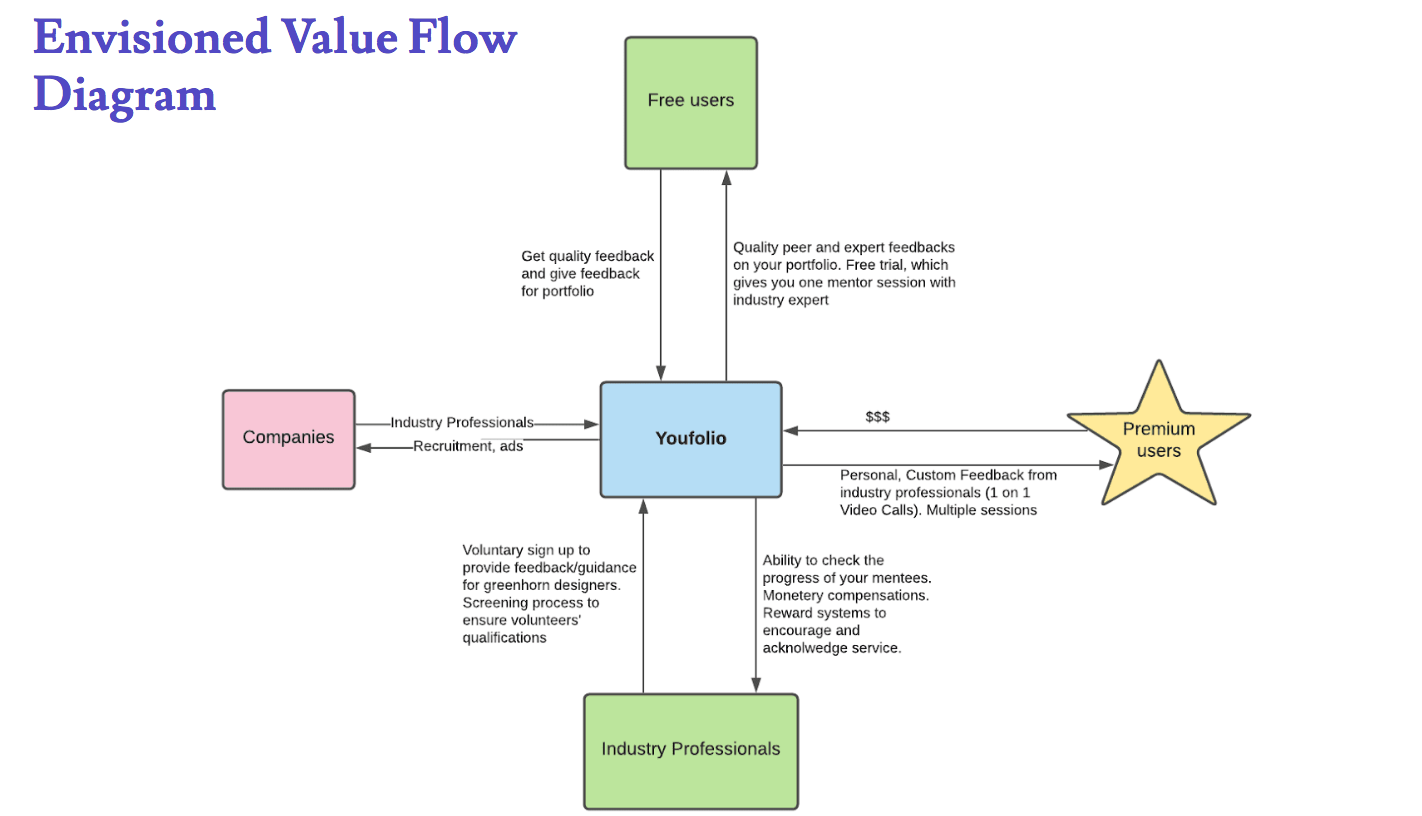 Envisioned Value Flow
Diagram
Free users
Get quality feedback
and give feedback
for portfolio
Quality peer and expert feedbacks
on your portfolio. Free trial, which
gives you one mentor session with
industry expert
Companies
Industry Professionals
Recruitment, ads
Youfolio
$$$
Premium
users
Personal, Custom Feedback from
industry professionals (1 on 1
Video Calls). Multiple sessions
Voluntary sign up to
provide feedback/guidance
for greenhorn designers.
Screening process to
ensure volunteers'
qualifications
Ability to check the
progress of your mentees.
Monetery compensations.
Reward systems to
encourage and
acknolwedge service.
Industry Professionals